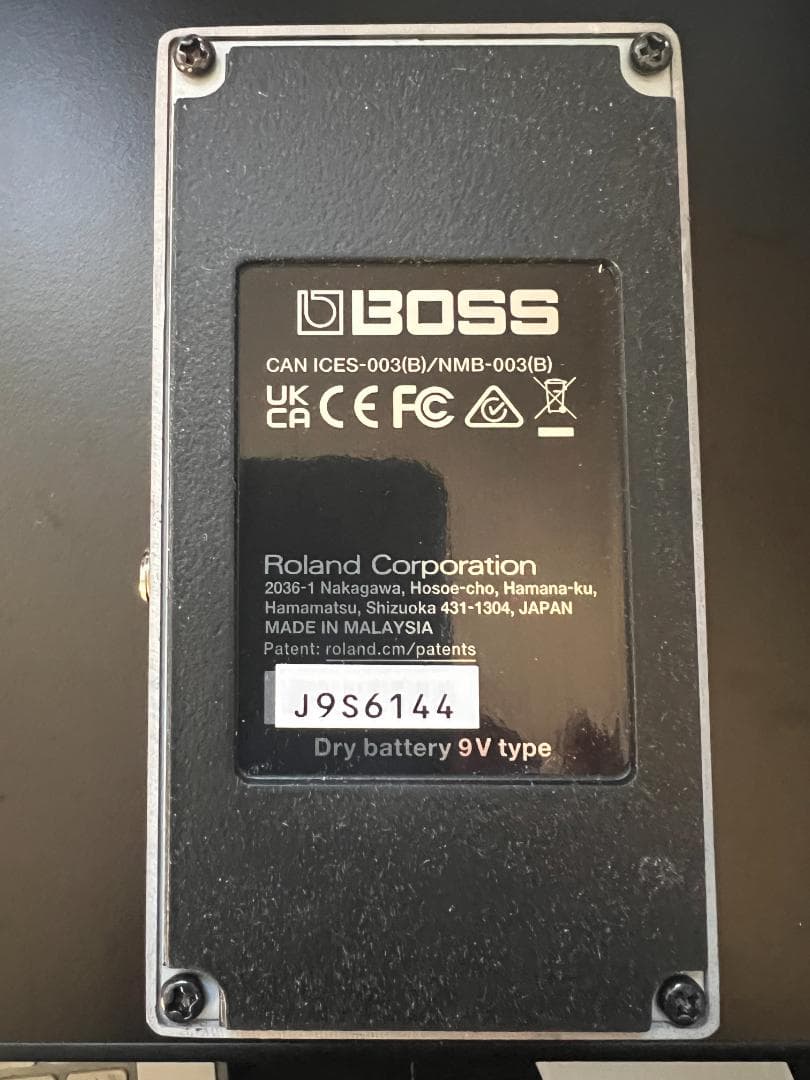 BOSS
CAN ICES-003(B)/NMB-003(B)
UK CA CE FC
Roland Corporation
2036-1 Nakagawa, Hosoe-cho, Hamana-ku,
Hamamatsu, Shizuoka 431-1304, JAPAN
MADE IN MALAYSIA
Patent: roland.cm/patents
J9S6144
Dry battery 9V type